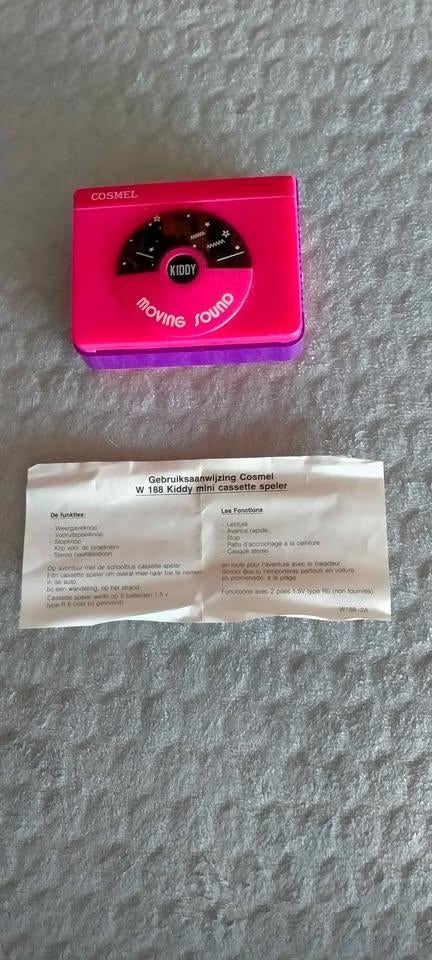 COSMEL
KIDDY
MOVING SOUND
Gebruiksaanwijzing Cosmel
W 188 Kiddy mini cassette speler
De funkties:
- Weergaveknop
- Vooruitspoelknop
- Stopknop
- Klip voor de broekriem
- Stereo hoofdtelefoon
Op avontuur met de schoolbus cassette speler
Eén cassette speler om overal mee naar toe te nemen
in de auto
bij een wandeling, op het strand.
Cassette speler werkt op 2 batterijen 1.5 v
type R 6 (niet bij geleverd)
Les Fonctions
- Lecture
- Avance rapide
- Stop
- Patte d'accrochage a la ceinture
- Casque stereo
en route pour l'aventure avec le baladeur
School Bus-tu t'emporteras partout: en voiture
en promenade, a la plage
Fonctionne avec 2 piles 1.5V type R6 (non fournies)
W188-2A